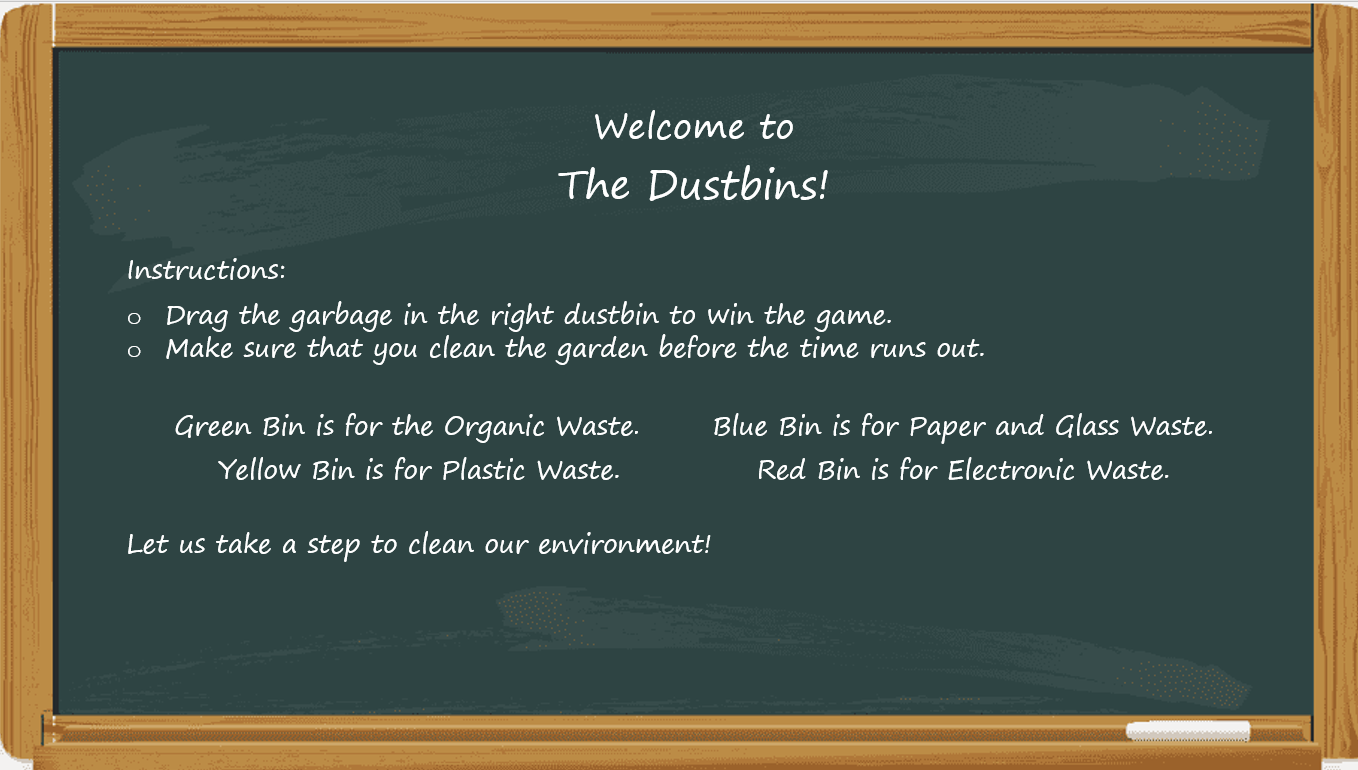 Welcome to
The Dustbins!
Instructions:
o Drag the garbage in the right dustbin to win the game.
o Make sure that you clean the garden before the time runs out.
Green Bin is for the Organic Waste. Blue Bin is for Paper and Glass Waste.
Yellow Bin is for Plastic Waste. Red Bin is for Electronic Waste.
Let us take a step to clean our environment!